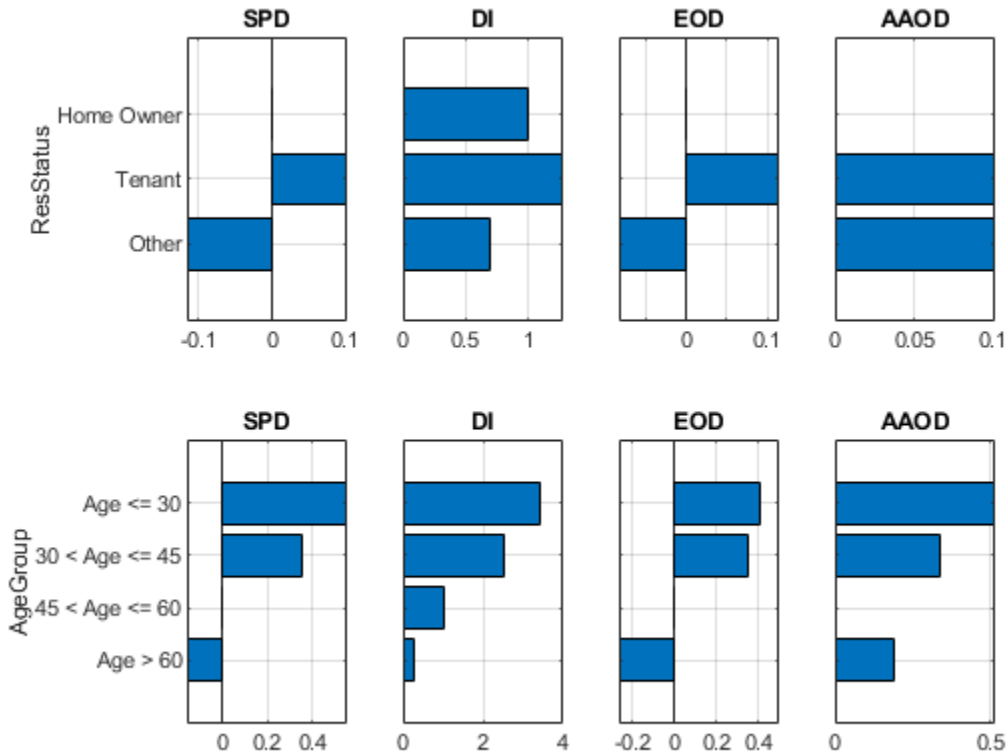 SPD DI EOD AAOD
ResStatus
Home Owner
Tenant
Other
-0.1 0 0.1 0 0.5 1 0 0.1 0 0.05 0.1
SPD DI EOD AAOD
AgeGroup
Age <= 30
30 < Age <= 45
45 < Age <= 60
Age > 60
0 0.2 0.4 0 2 4 -0.2 0 0.2 0.4 0 0.5